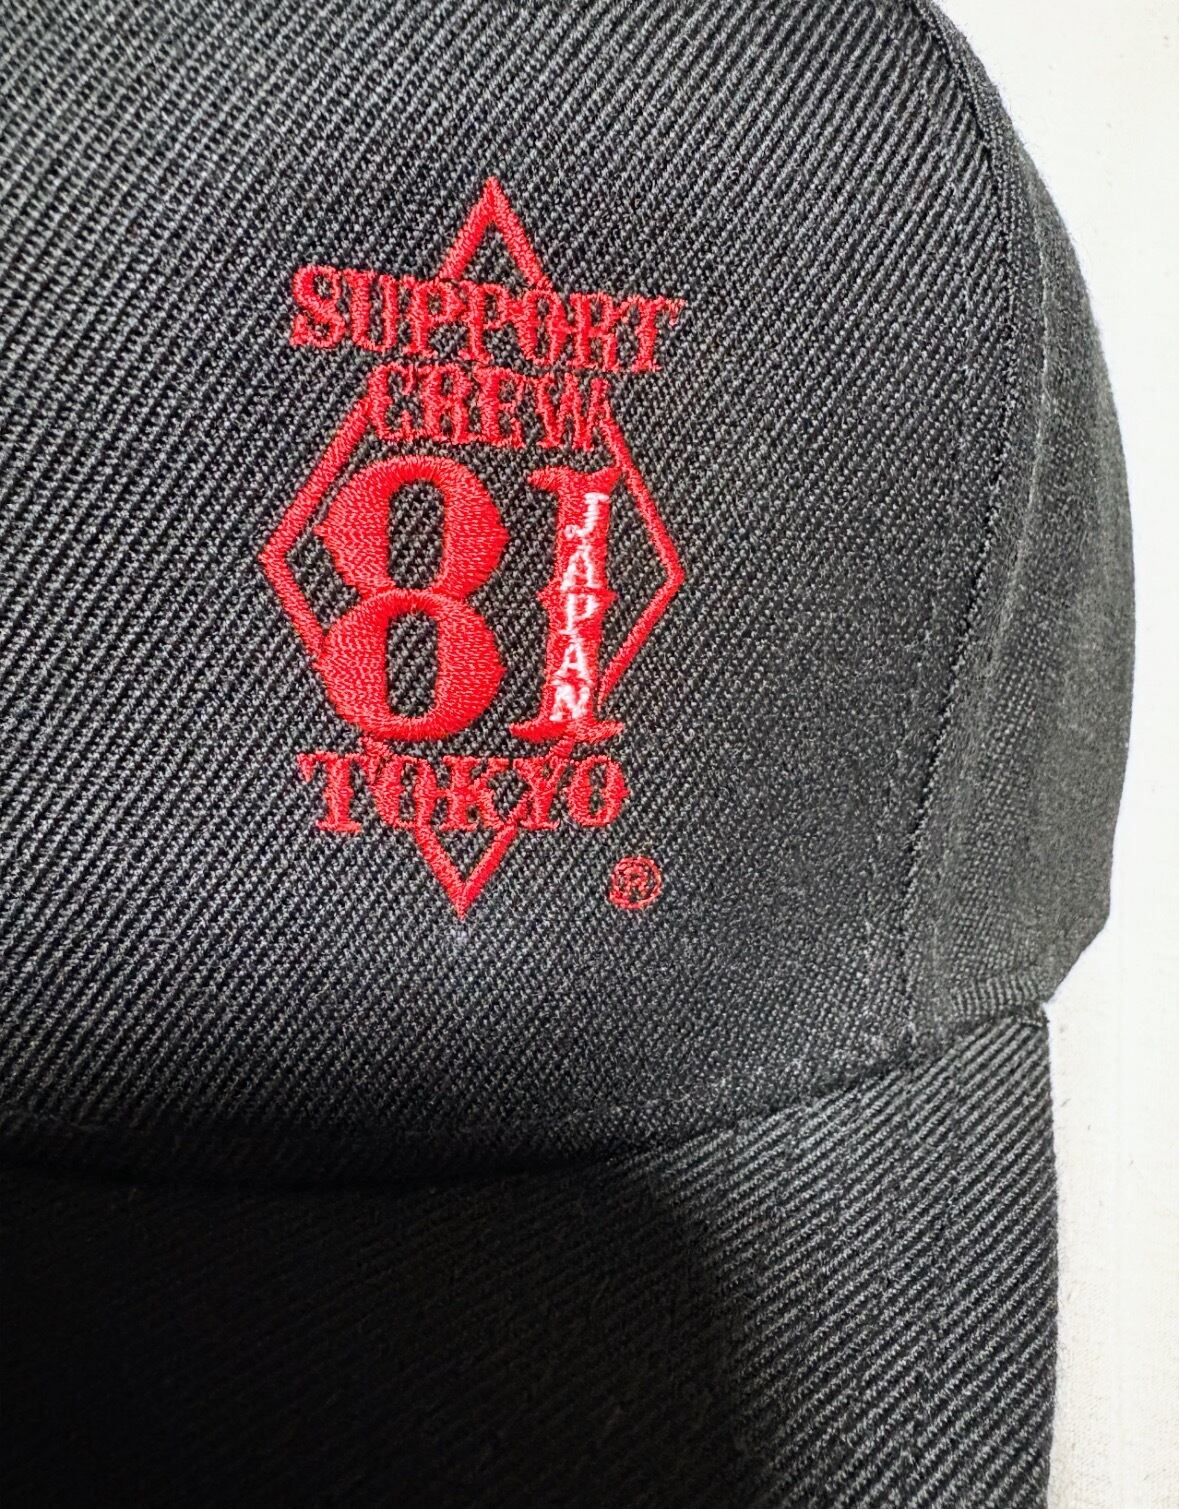 SUPPORT
CREW
81
JAPAN
TOKYO
®